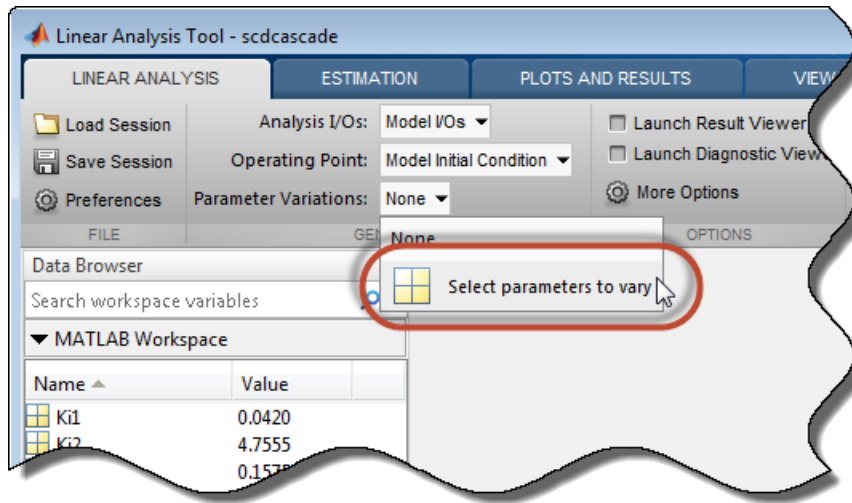 Linear Analysis Tool - scdcascade
LINEAR ANALYSIS
ESTIMATION
PLOTS AND RESULTS
VIEW
Load Session
Analysis I/Os:
Model I/Os
Launch Result Viewer
Save Session
Operating Point:
Model Initial Condition
Launch Diagnostic Viewe
Preferences
Parameter Variations:
None
More Options
FILE
GEN
OPTIONS
None
Data Browser
Select parameters to vary
Search workspace variables
MATLAB Workspace
Name
Value
Ki1
0.0420
Ki2
4.7555